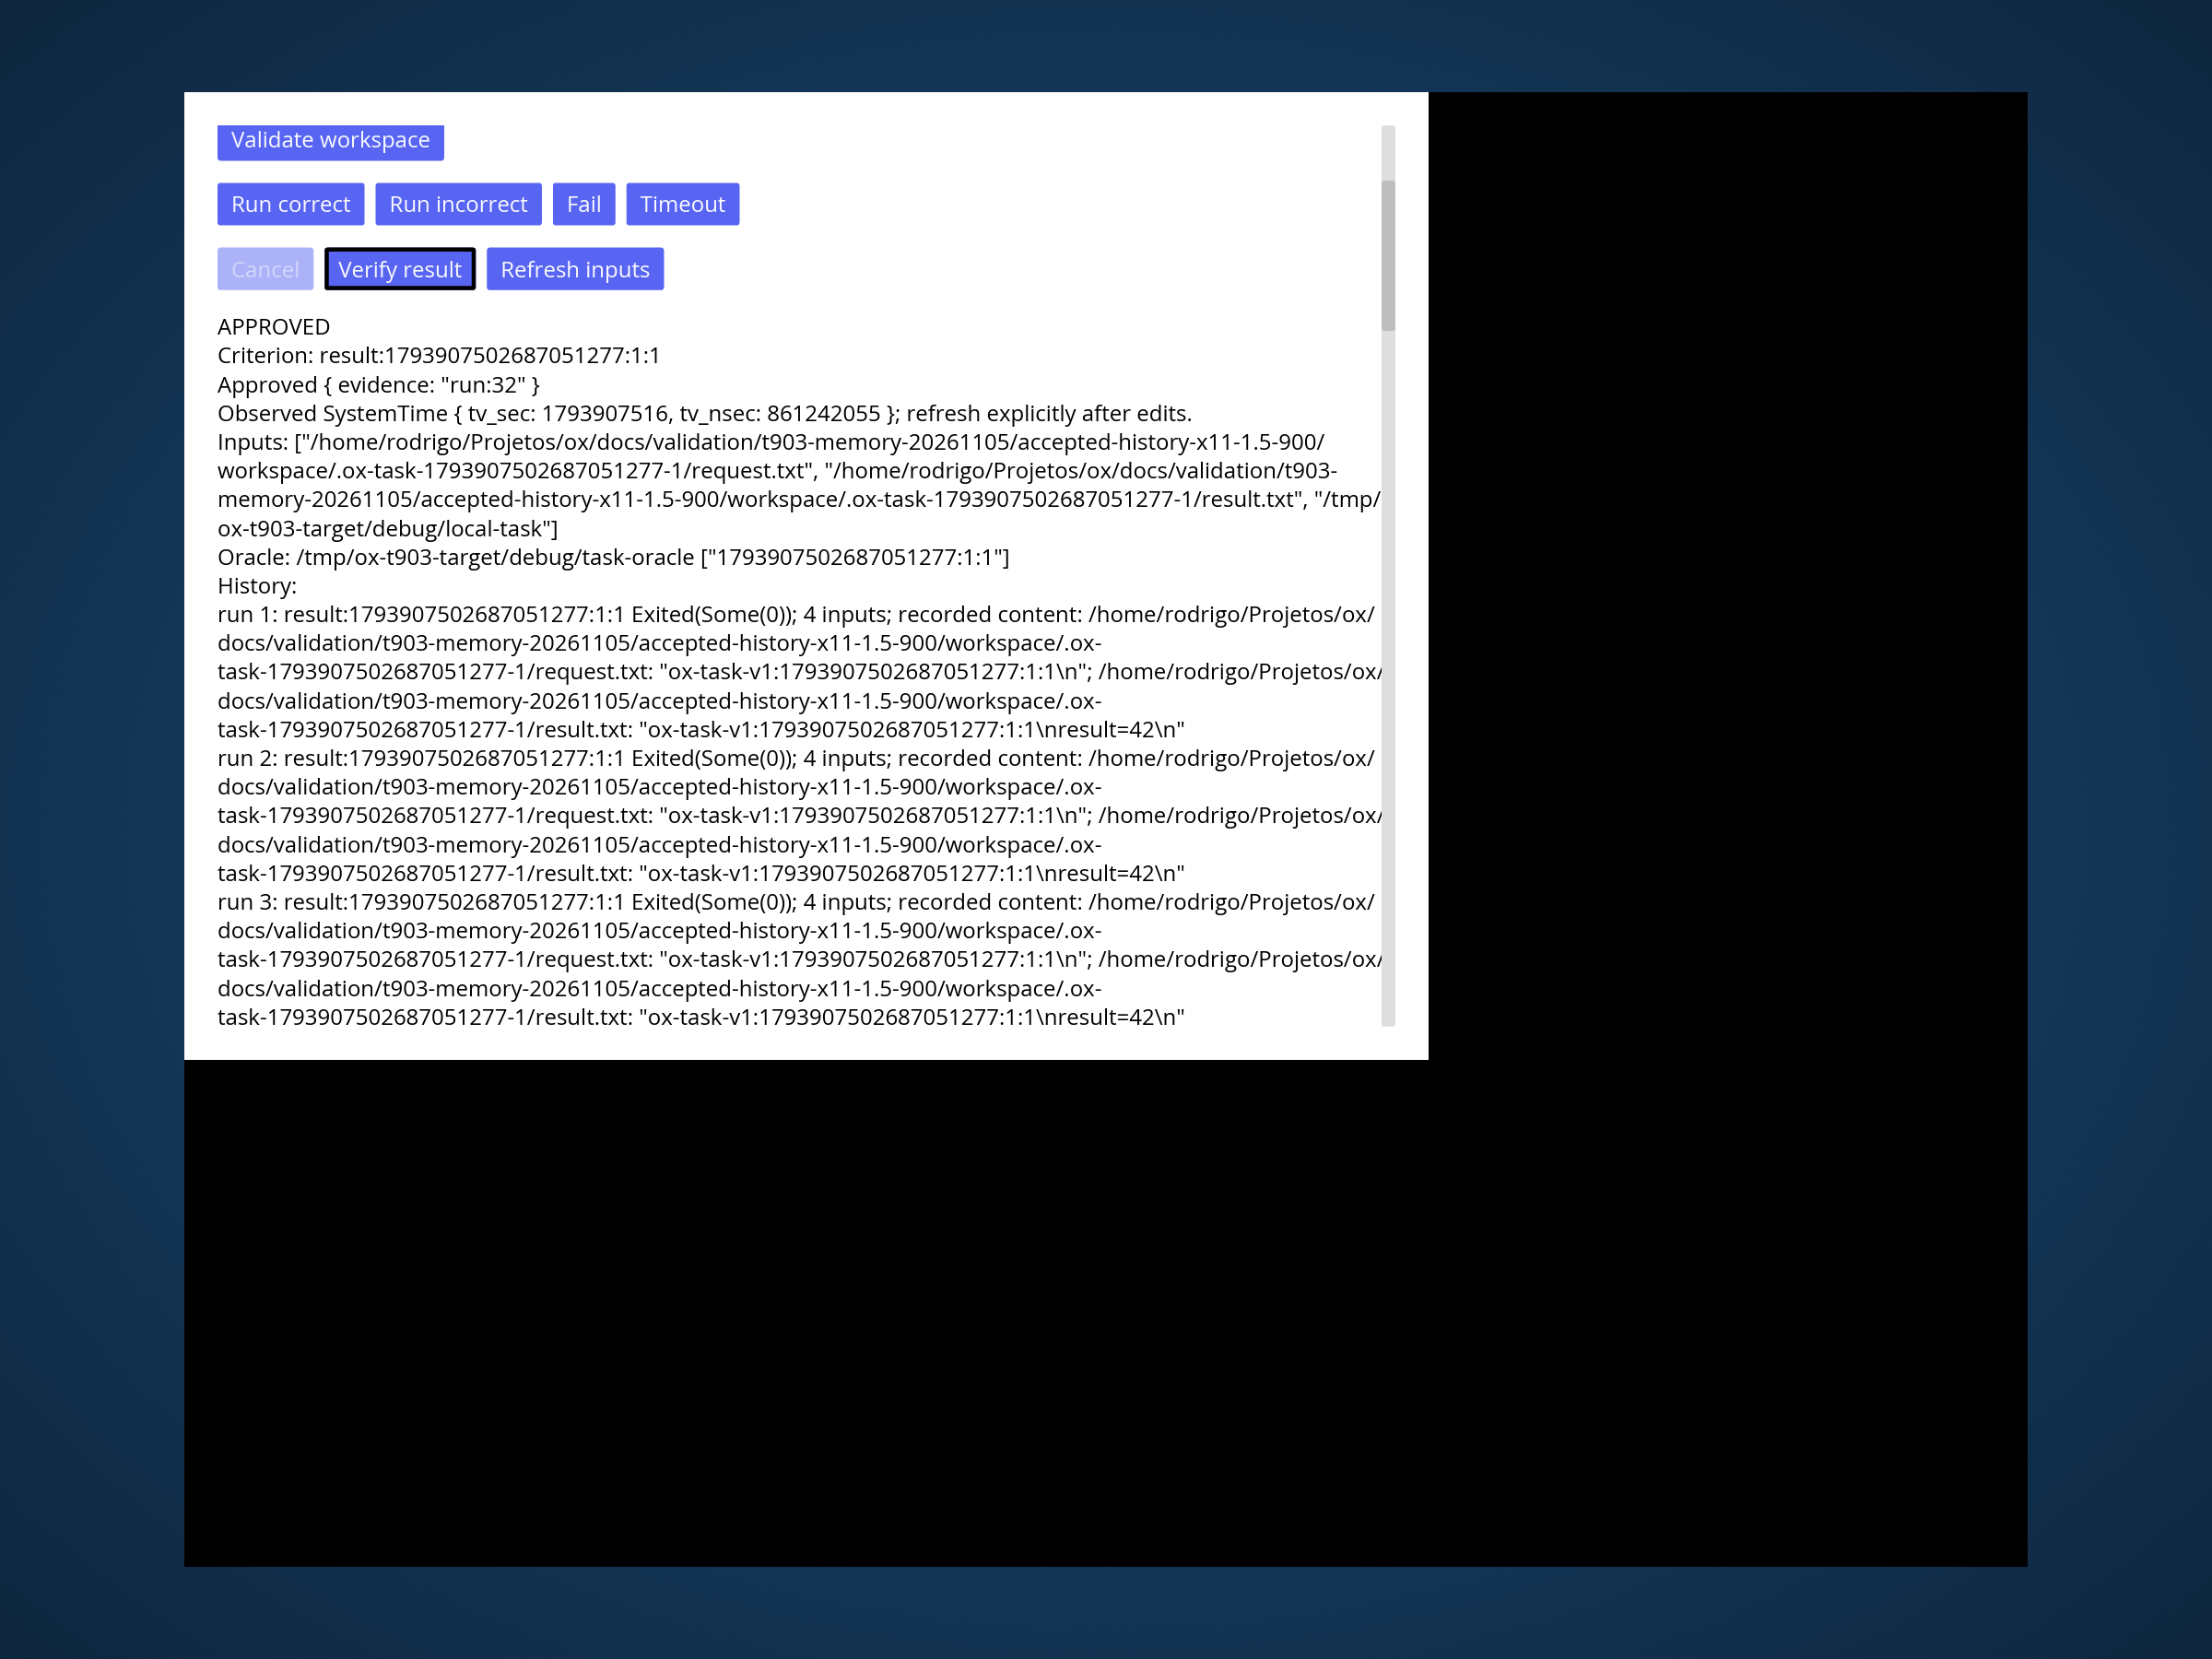 Validate workspace
Run correct Run incorrect Fail Timeout
Cancel Verify result Refresh inputs
APPROVED
Criterion: result:1793907502687051277:1:1
Approved { evidence: "run:32" }
Observed SystemTime { tv_sec: 1793907516, tv_nsec: 861242055 }; refresh explicitly after edits.
Inputs: ["/home/rodrigo/Projetos/ox/docs/validation/t903-memory-20261105/accepted-history-x11-1.5-900/
workspace/.ox-task-1793907502687051277-1/request.txt", "/home/rodrigo/Projetos/ox/docs/validation/t903-
memory-20261105/accepted-history-x11-1.5-900/workspace/.ox-task-1793907502687051277-1/result.txt", "/tmp/
ox-t903-target/debug/local-task"]
Oracle: /tmp/ox-t903-target/debug/task-oracle ["1793907502687051277:1:1"]
History:
run 1: result:1793907502687051277:1:1 Exited(Some(0)); 4 inputs; recorded content: /home/rodrigo/Projetos/ox/
docs/validation/t903-memory-20261105/accepted-history-x11-1.5-900/workspace/.ox-
task-1793907502687051277-1/request.txt: "ox-task-v1:1793907502687051277:1:1\n"; /home/rodrigo/Projetos/ox/
docs/validation/t903-memory-20261105/accepted-history-x11-1.5-900/workspace/.ox-
task-1793907502687051277-1/result.txt: "ox-task-v1:1793907502687051277:1:1\nresult=42\n"
run 2: result:1793907502687051277:1:1 Exited(Some(0)); 4 inputs; recorded content: /home/rodrigo/Projetos/ox/
docs/validation/t903-memory-20261105/accepted-history-x11-1.5-900/workspace/.ox-
task-1793907502687051277-1/request.txt: "ox-task-v1:1793907502687051277:1:1\n"; /home/rodrigo/Projetos/ox/
docs/validation/t903-memory-20261105/accepted-history-x11-1.5-900/workspace/.ox-
task-1793907502687051277-1/result.txt: "ox-task-v1:1793907502687051277:1:1\nresult=42\n"
run 3: result:1793907502687051277:1:1 Exited(Some(0)); 4 inputs; recorded content: /home/rodrigo/Projetos/ox/
docs/validation/t903-memory-20261105/accepted-history-x11-1.5-900/workspace/.ox-
task-1793907502687051277-1/request.txt: "ox-task-v1:1793907502687051277:1:1\n"; /home/rodrigo/Projetos/ox/
docs/validation/t903-memory-20261105/accepted-history-x11-1.5-900/workspace/.ox-
task-1793907502687051277-1/result.txt: "ox-task-v1:1793907502687051277:1:1\nresult=42\n"